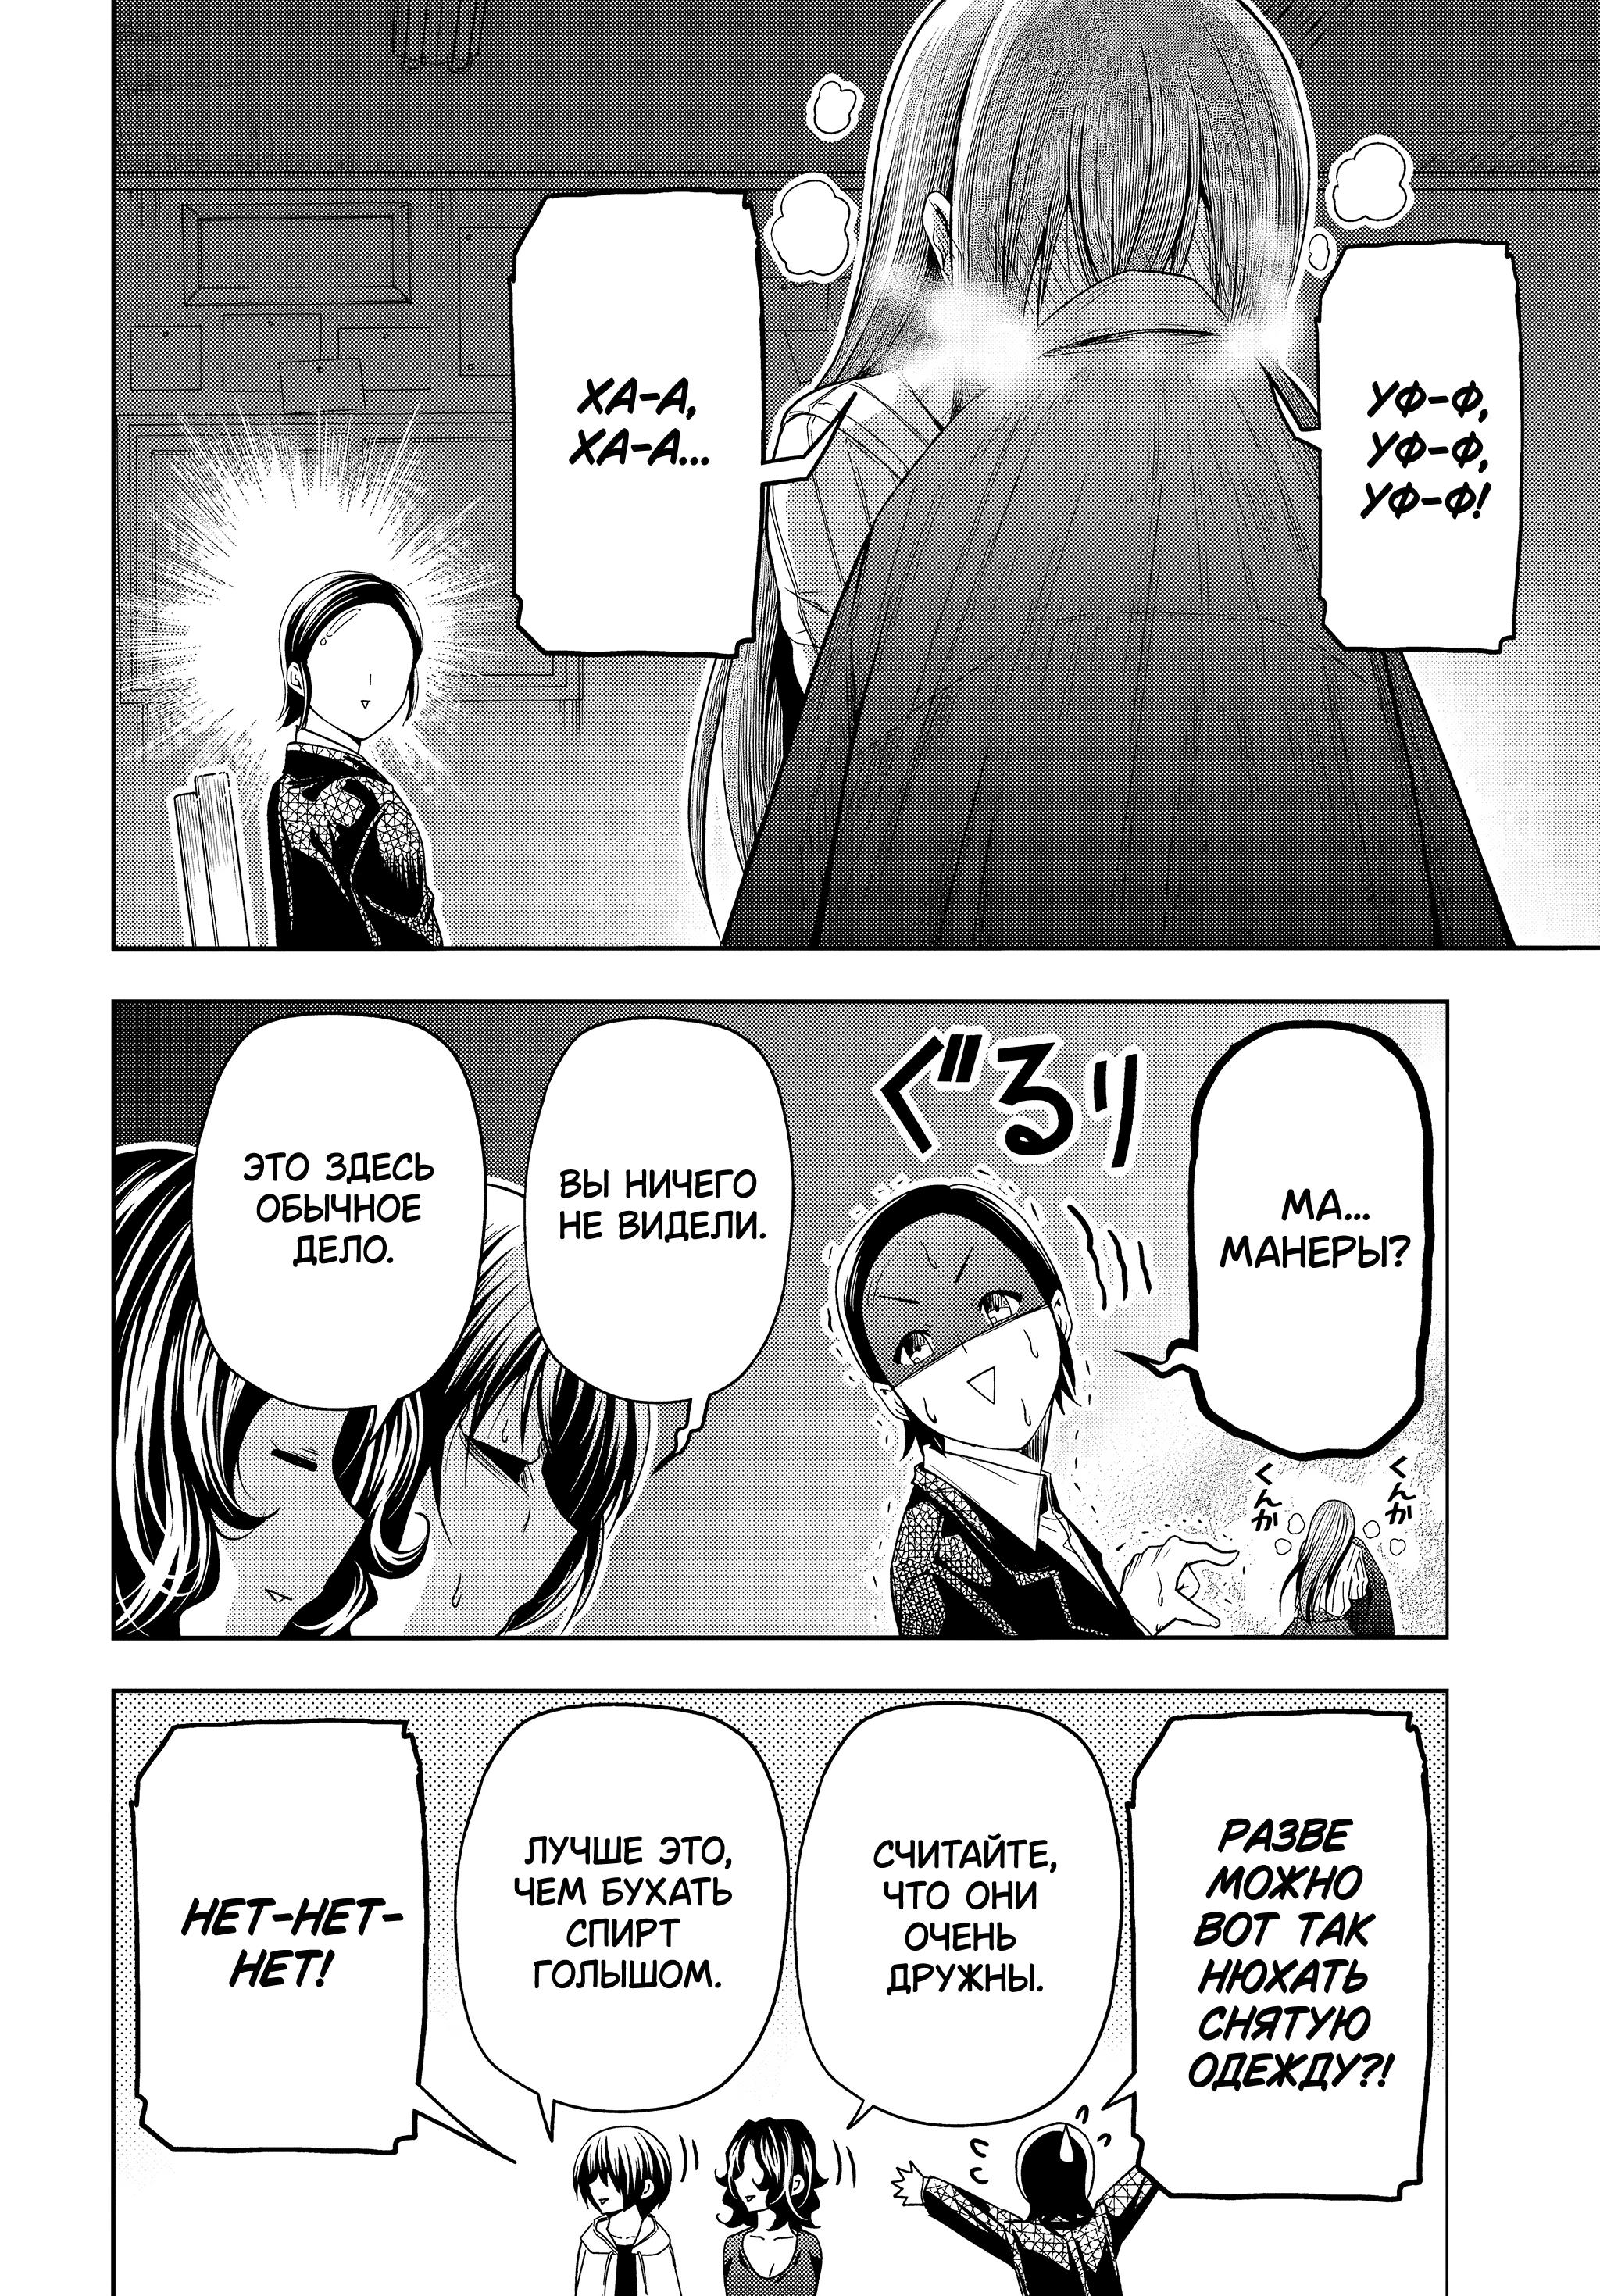 УФ-Ф,
УФ-Ф,
УФ-Ф!
ХА-А,
ХА-А...
МА...
МАНЕРЫ?
ぐるり
くんか
くんか
ВЫ НИЧЕГО
НЕ ВИДЕЛИ.
ЭТО ЗДЕСЬ
ОБЫЧНОЕ
ДЕЛО.
РАЗВЕ
МОЖНО
ВОТ ТАК
НЮХАТЬ
СНЯТУЮ
ОДЕЖДУ?!
СЧИТАЙТЕ,
ЧТО ОНИ
ОЧЕНЬ
ДРУЖНЫ.
ЛУЧШЕ ЭТО,
ЧЕМ БУХАТЬ
СПИРТ
ГОЛЫШОМ.
НЕТ-НЕТ-
НЕТ!